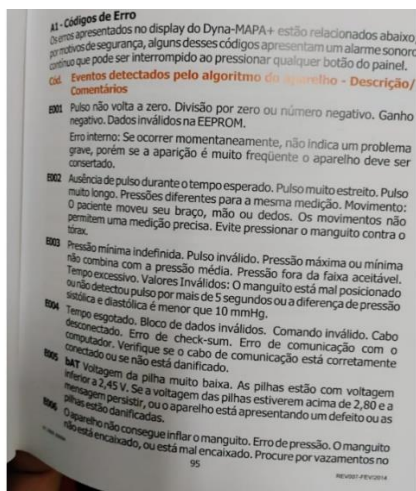 A1 - Códigos de Erro
Os erros apresentados no display do Dyna-MAPA+ estão relacionados abaixo,
por motivos de segurança, alguns desses códigos apresentam um alarme sonoro
contínuo que pode ser interrompido ao pressionar qualquer botão do painel.
Cód. Eventos detectados pelo algoritmo do aparelho - Descrição/
Comentários
E001 Pulso não volta a zero. Divisão por zero ou número negativo. Ganho
negativo. Dados inválidos na EEPROM.
Erro interno: Se ocorrer momentaneamente, não indica um problema
grave, porém se a aparição é muito freqüente o aparelho deve ser
consertado.
E002 Ausência de pulso durante o tempo esperado. Pulso muito estreito. Pulso
muito longo. Pressões diferentes para a mesma medição. Movimento:
O paciente moveu seu braço, mão ou dedos. Os movimentos não
permitem uma medição precisa. Evite pressionar o manguito contra o
tórax.
E003 Pressão mínima indefinida. Pulso inválido. Pressão máxima ou mínima
não combina com a pressão média. Pressão fora da faixa aceitável.
Tempo excessivo. Valores Inválidos: O manguito está mal posicionado
ou não detectou pulso por mais de 5 segundos ou a diferença de pressão
sistólica e diastólica é menor que 10 mmHg.
E004 Tempo esgotado. Bloco de dados inválidos. Comando inválido. Cabo
desconectado. Erro de check-sum. Erro de comunicação com o
computador. Verifique se o cabo de comunicação está corretamente
conectado ou se não está danificado.
E005 bAT Voltagem da pilha muito baixa. As pilhas estão com voltagem
inferior a 2,45 V. Se a voltagem das pilhas estiverem acima de 2,80 e a
mensagem persistir, ou o aparelho está apresentando um defeito ou as
pilhas estão danificadas.
E006 O aparelho não consegue inflar o manguito. Erro de pressão. O manguito
não está encaixado, ou está mal encaixado. Procure por vazamentos no
95
REV007-FEV/2014